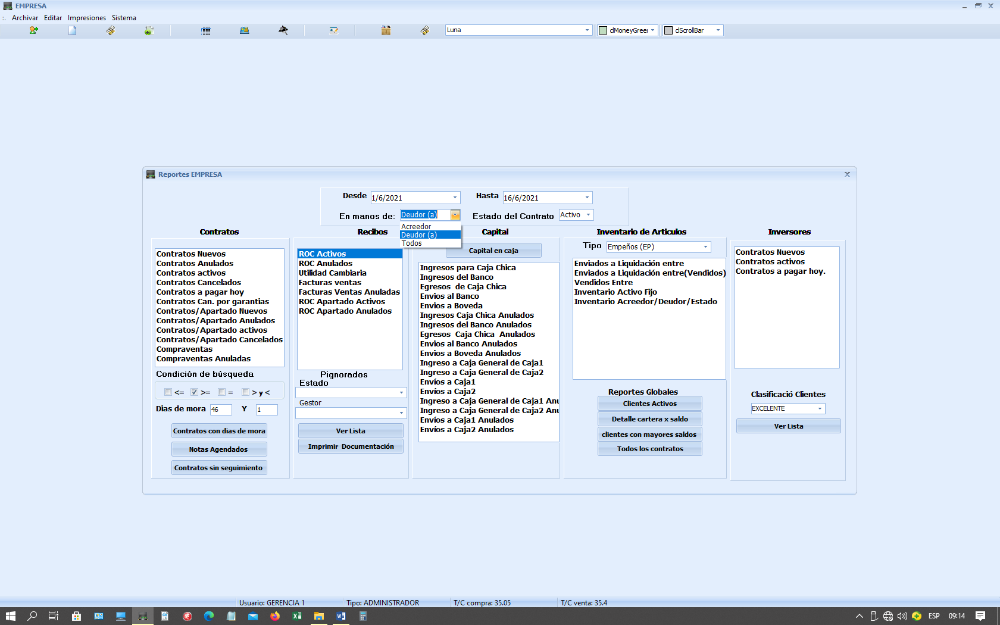 EMPRESA
Archivar Editar Impresiones Sistema
Luna clMoneyGreei clScrollBar
Reportes EMPRESA
Desde 1/6/2021 Hasta 16/6/2021
En manos de: Deudor (a) Estado del Contrato Activo
Acreedor
Deudor (a)
Todos
Contratos
Contratos Nuevos
Contratos Anulados
Contratos activos
Contratos Cancelados
Contratos a pagar hoy
Contratos Can. por garantias
Contratos/Apartado Nuevos
Contratos/Apartado Anulados
Contratos/Apartado activos
Contratos/Apartado Cancelados
Compraventas
Compraventas Anuladas
Condición de búsqueda
<= >= = > y <
Dias de mora 46 Y 1
Contratos con dias de mora
Notas Agendados
Contratos sin seguimiento
Recibos
ROC Activos
ROC Anulados
Utilidad Cambiaria
Facturas ventas
Facturas Ventas Anuladas
ROC Apartado Activos
ROC Apartado Anulados
Pignorados
Estado
Gestor
Ver Lista
Imprimir Documentación
Capital
Capital en caja
Ingresos para Caja Chica
Ingresos del Banco
Egresos de Caja Chica
Envios al Banco
Envios a Boveda
Ingresos Caja Chica Anulados
Ingresos del Banco Anulados
Egresos Caja Chica Anulados
Envios al Banco Anulados
Envios a Boveda Anulados
Ingreso a Caja General de Caja1
Ingreso a Caja General de Caja2
Envíos a Caja1
Envíos a Caja2
Ingreso a Caja General de Caja1 Anu
Ingreso a Caja General de Caja2 Anu
Envíos a Caja1 Anulados
Envíos a Caja2 Anulados
Inventario de Articulos
Tipo Empeños (EP)
Enviados a Liquidación entre
Enviados a Liquidación entre(Vendidos)
Vendidos Entre
Inventario Activo Fijo
Inventario Acreedor/Deudor/Estado
Reportes Globales
Clientes Activos
Detalle cartera x saldo
clientes con mayores saldos
Todos los contratos
Inversores
Contratos Nuevos
Contratos activos
Contratos a pagar hoy.
Clasificació Clientes
EXCELENTE
Ver Lista
Usuario: GERENCIA 1 Tipo: ADMINISTRADOR T/C compra: 35.05 T/C venta: 35.4
ESP 09:14